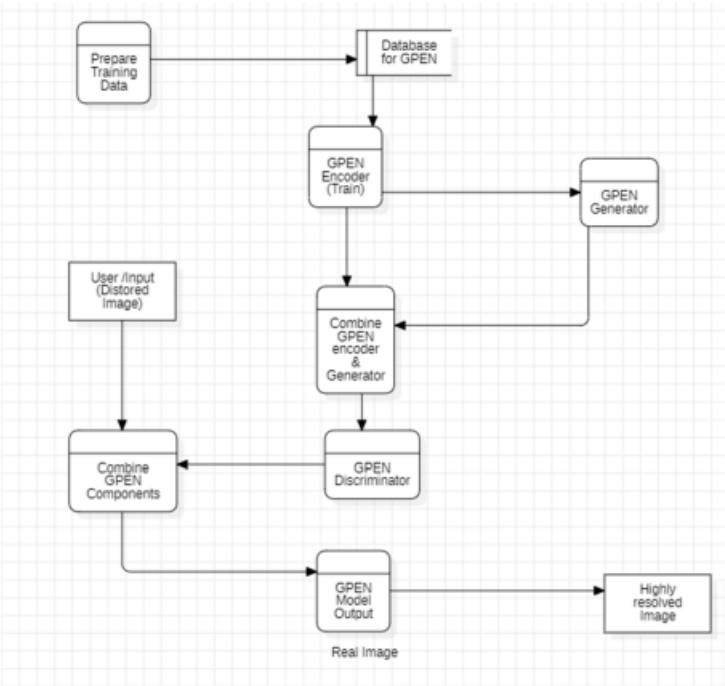 Prepare
Training
Data
Database
for GPEN
GPEN
Encoder
(Train)
GPEN
Generator
User /Input
(Distored
Image)
Combine
GPEN
encoder
&
Generator
Combine
GPEN
Components
GPEN
Discriminator
GPEN
Model
Output
Highly
resolved
Image
Real Image